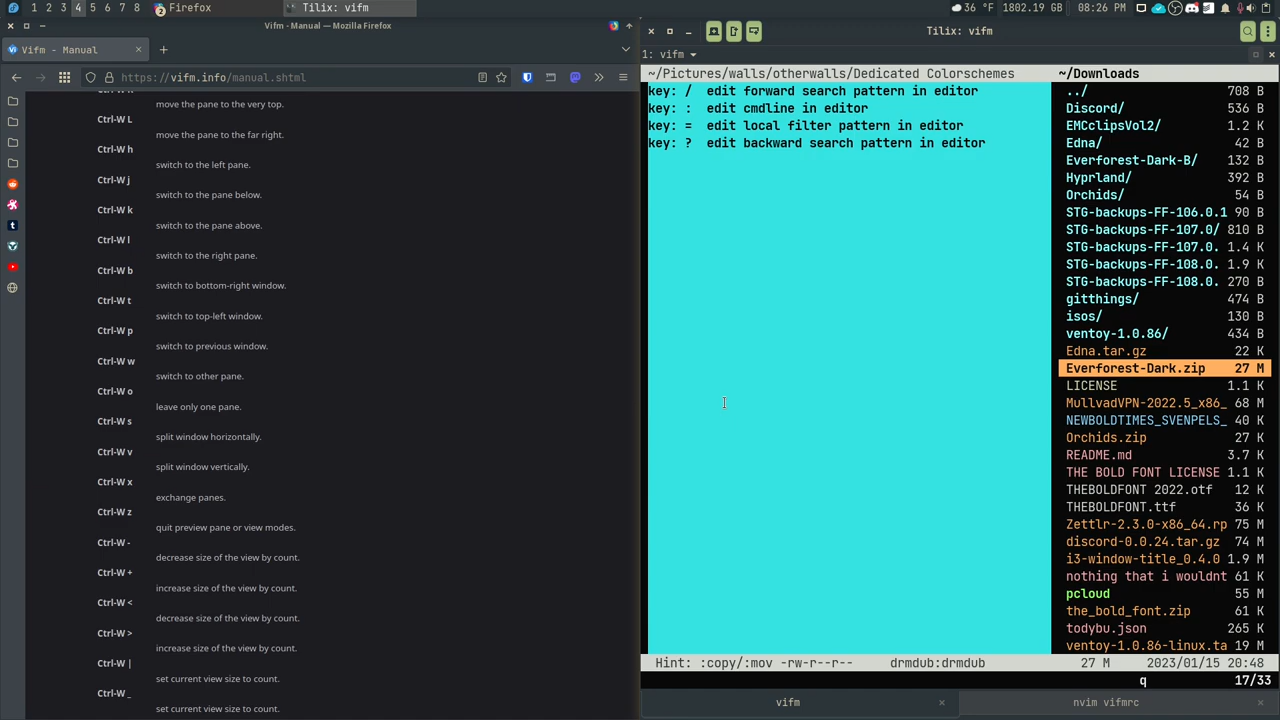 1 2 3 4 5 6 7 8
2
Firefox
Tilix: vifm
36 °F
1802.19 GB
08:26 PM
Vifm - Manual — Mozilla Firefox
Vifm - Manual
https://vifm.info/manual.shtml
move the pane to the very top.
Ctrl-W L
move the pane to the far right.
Ctrl-W h
switch to the left pane.
Ctrl-W j
switch to the pane below.
Ctrl-W k
switch to the pane above.
Ctrl-W l
switch to the right pane.
Ctrl-W b
switch to bottom-right window.
Ctrl-W t
switch to top-left window.
Ctrl-W p
switch to previous window.
Ctrl-W w
switch to other pane.
Ctrl-W o
leave only one pane.
Ctrl-W s
split window horizontally.
Ctrl-W v
split window vertically.
Ctrl-W x
exchange panes.
Ctrl-W z
quit preview pane or view modes.
Ctrl-W -
decrease size of the view by count.
Ctrl-W +
increase size of the view by count.
Ctrl-W <
decrease size of the view by count.
Ctrl-W >
increase size of the view by count.
Ctrl-W |
set current view size to count.
Ctrl-W _
set current view size to count.
Tilix: vifm
1: vifm
~/Pictures/walls/otherwalls/Dedicated Colorschemes
key: / edit forward search pattern in editor
key: : edit cmdline in editor
key: = edit local filter pattern in editor
key: ? edit backward search pattern in editor
~/Downloads
../ 708 B
Discord/ 536 B
EMCclipsVol2/ 1.2 K
Edna/ 42 B
Everforest-Dark-B/ 132 B
Hyprland/ 392 B
Orchids/ 54 B
STG-backups-FF-106.0.1 90 B
STG-backups-FF-107.0/ 810 B
STG-backups-FF-107.0. 1.4 K
STG-backups-FF-108.0. 1.9 K
STG-backups-FF-108.0. 270 B
gitthings/ 474 B
isos/ 130 B
ventoy-1.0.86/ 434 B
Edna.tar.gz 22 K
Everforest-Dark.zip 27 M
LICENSE 1.1 K
MullvadVPN-2022.5_x86_ 68 M
NEWBOLDTIMES_SVENPELS_ 40 K
Orchids.zip 27 K
README.md 3.7 K
THE BOLD FONT LICENSE 1.1 K
THEBOLDFONT 2022.otf 12 K
THEBOLDFONT.ttf 36 K
Zettlr-2.3.0-x86_64.rp 75 M
discord-0.0.24.tar.gz 74 M
i3-window-title_0.4.0 1.9 M
nothing that i wouldnt 61 K
pcloud 55 M
the_bold_font.zip 61 K
todybu.json 265 K
ventoy-1.0.86-linux.ta 19 M
Hint: :copy/:mov -rw-r--r-- drmdub:drmdub 27 M 2023/01/15 20:48
q 17/33
vifm
nvim vifmrc